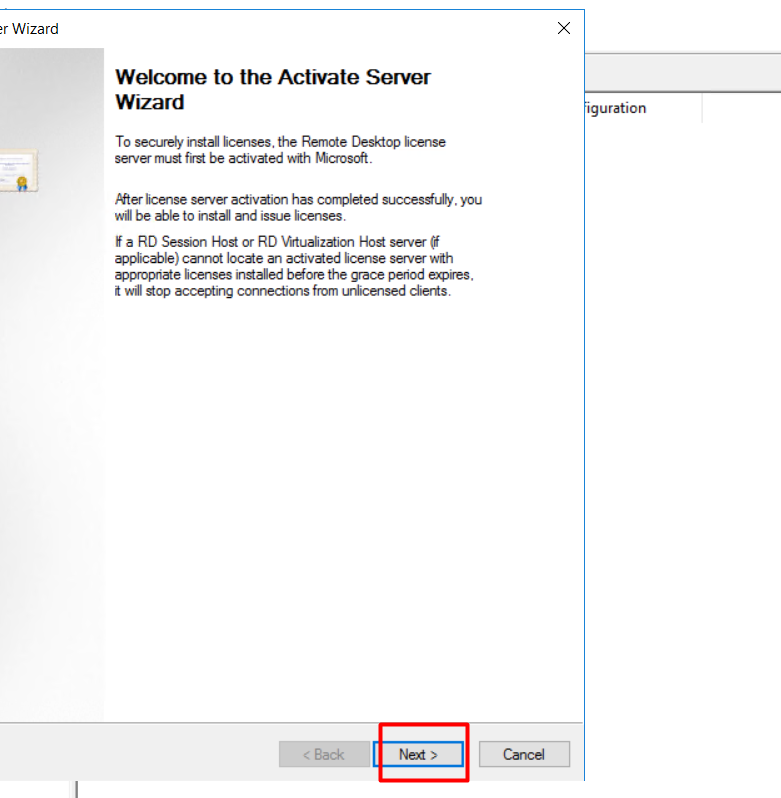 er Wizard
Welcome to the Activate Server
Wizard
To securely install licenses, the Remote Desktop license
server must first be activated with Microsoft.
After license server activation has completed successfully, you
will be able to install and issue licenses.
If a RD Session Host or RD Virtualization Host server (if
applicable) cannot locate an activated license server with
appropriate licenses installed before the grace period expires,
it will stop accepting connections from unlicensed clients.
figuration
< Back
Next >
Cancel